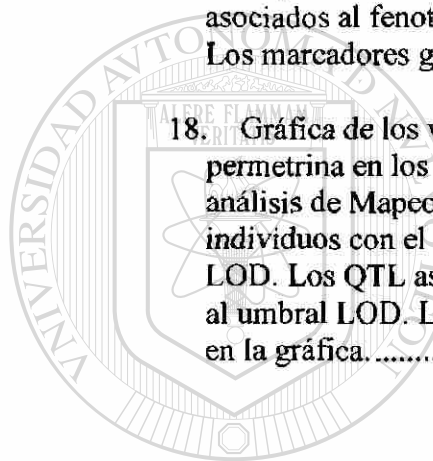 asociados al fenot
Los marcadores g
18. Gráfica de los v
permetrina en los
análisis de Mapeo
individuos con el
LOD. Los QTL as
al umbral LOD. L
en la gráfica.........
ALERE FLAMMAM
VERITATIS